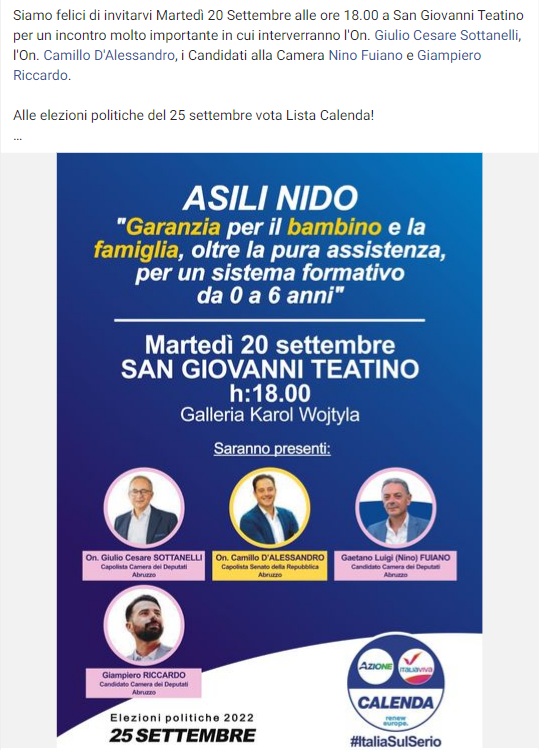 Siamo felici di invitarvi Martedì 20 Settembre alle ore 18.00 a San Giovanni Teatino
per un incontro molto importante in cui interverranno l'On. Giulio Cesare Sottanelli,
l'On. Camillo D'Alessandro, i Candidati alla Camera Nino Fuiano e Giampiero
Riccardo.
Alle elezioni politiche del 25 settembre vota Lista Calenda!
...
ASILI NIDO
"Garanzia per il bambino e la
famiglia, oltre la pura assistenza,
per un sistema formativo
da 0 a 6 anni"
Martedì 20 settembre
SAN GIOVANNI TEATINO
h:18.00
Galleria Karol Wojtyla
Saranno presenti:
On. Giulio Cesare SOTTANELLI
Capolista Camera dei Deputati
Abruzzo
On. Camillo D'ALESSANDRO
Capolista Senato della Repubblica
Abruzzo
Gaetano Luigi (Nino) FUIANO
Candidato Camera dei Deputati
Abruzzo
Giampiero RICCARDO
Candidato Camera dei Deputati
Abruzzo
Elezioni politiche 2022
25 SETTEMBRE
AZIONE
ITALIAVIVA
CALENDA
renew
europe.
#ItaliaSulSerio